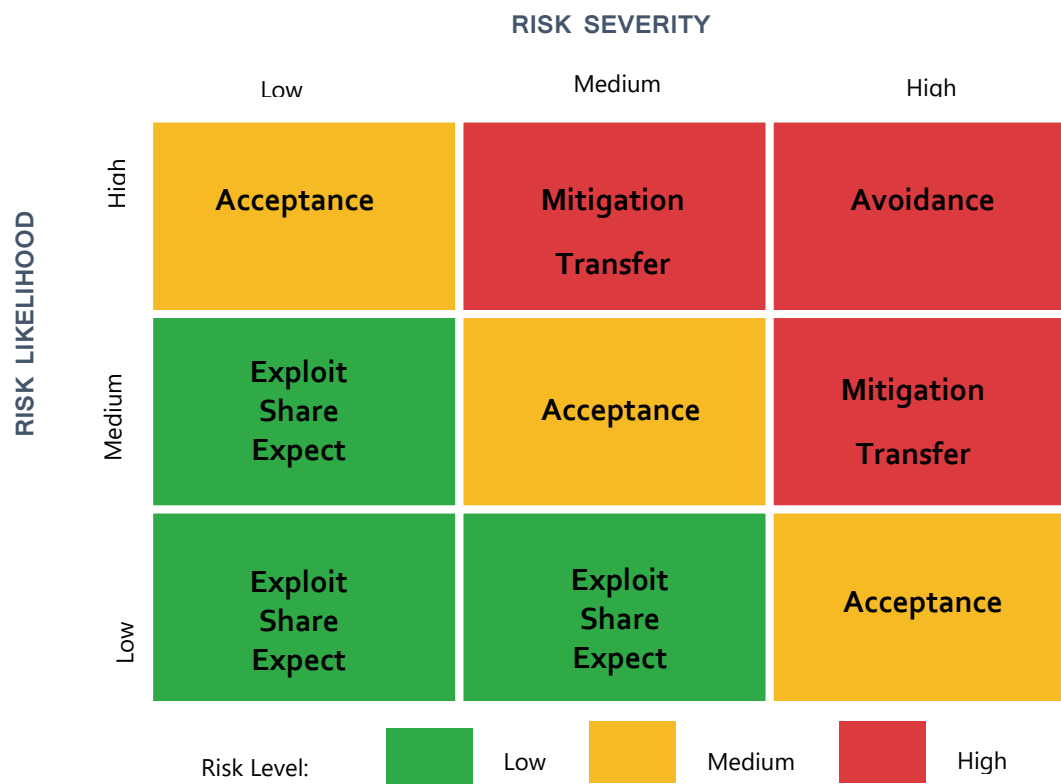 RISK SEVERITY
Low
Medium
High
RISK LIKELIHOOD
High
Acceptance
Mitigation
Transfer
Avoidance
Medium
Exploit
Share
Expect
Acceptance
Mitigation
Transfer
Low
Exploit
Share
Expect
Exploit
Share
Expect
Acceptance
Risk Level:
Low
Medium
High